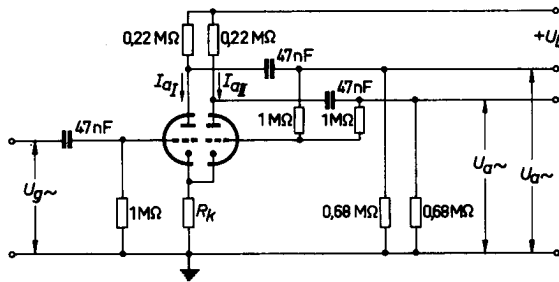 0,22 MΩ 0,22 MΩ
+U
47nF
I_aI I_aII
47nF
47nF
1MΩ 1MΩ
U_g~
1MΩ
R_k
0,68 MΩ 0,68MΩ
U_a~ U_a~